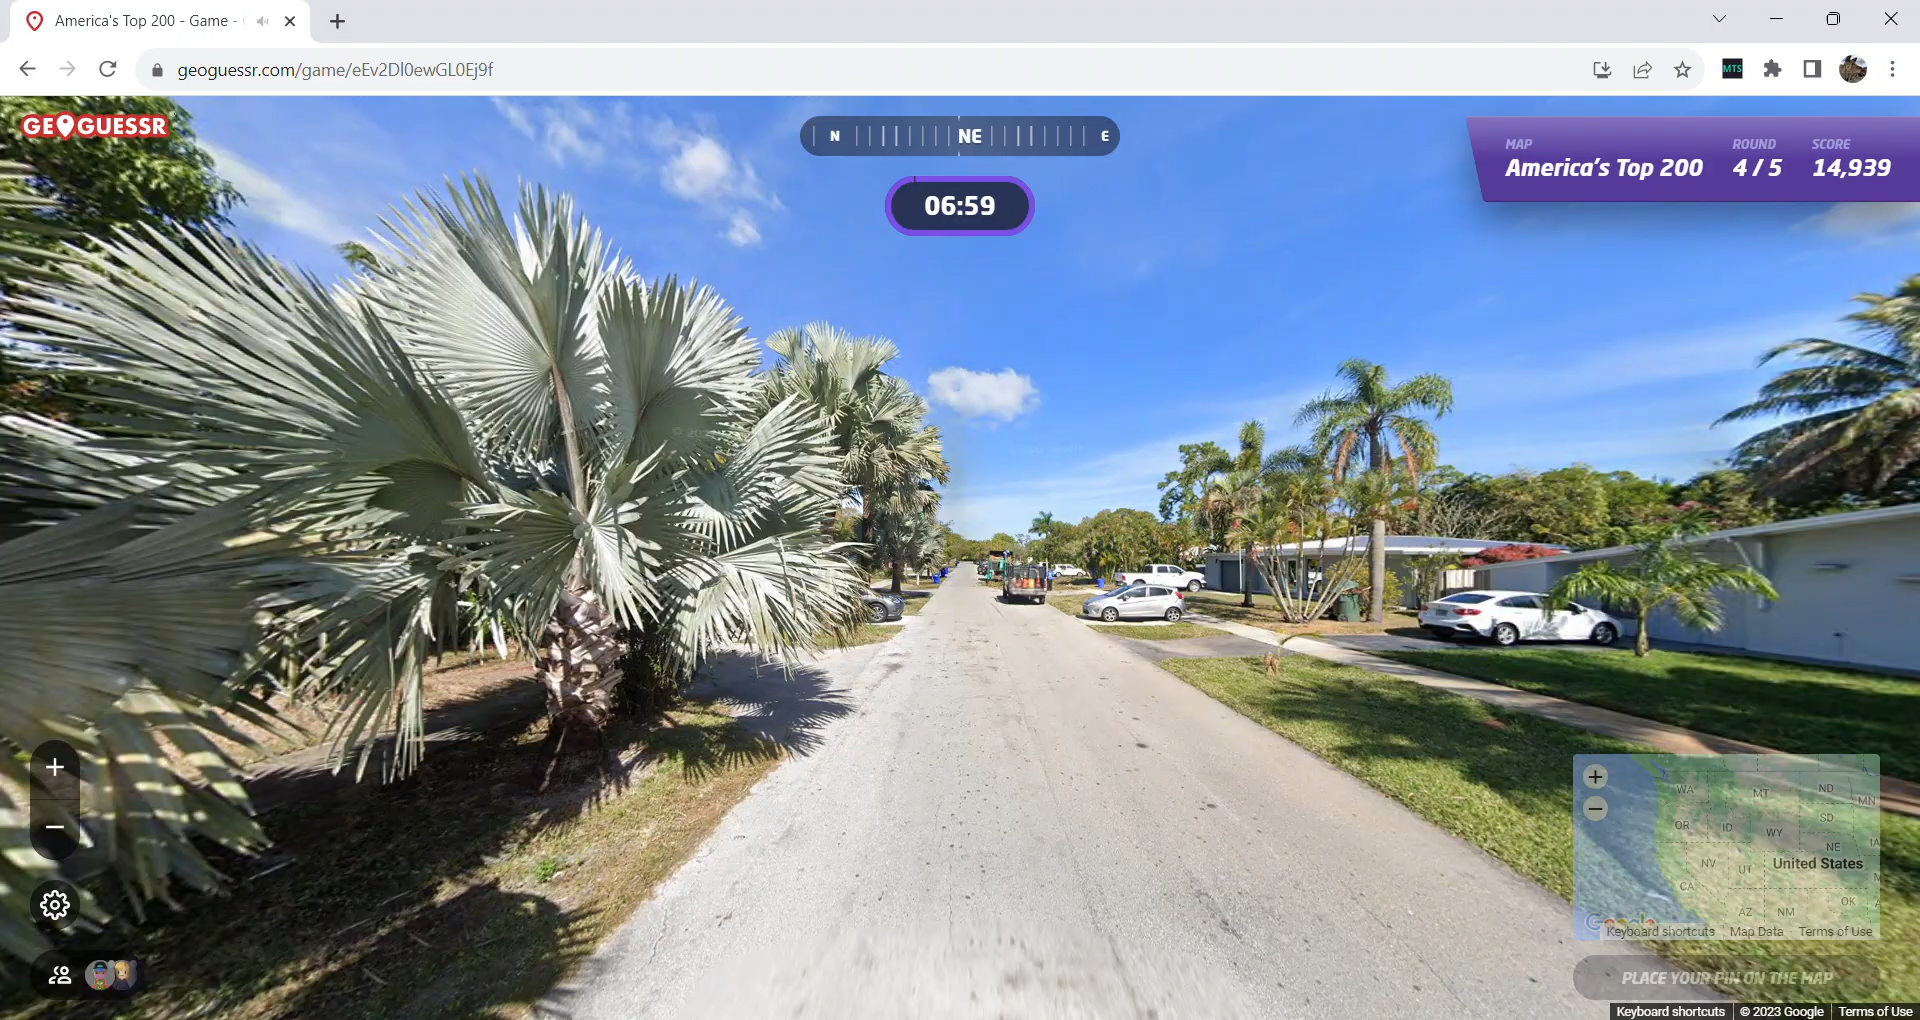 America's Top 200 - Game -
geoguessr.com/game/eEv2Dl0ewGL0Ej9f
MTS
GEOGUESSR
N NE E
06:59
MAP ROUND SCORE
America's Top 200 4 / 5 14,939
WA MT ND MN
OR ID WY SD
NE IA
NV UT United States
CA
AZ NM OK
Google
Keyboard shortcuts Map Data Terms of Use
PLACE YOUR PIN ON THE MAP
Keyboard shortcuts © 2023 Google Terms of Use